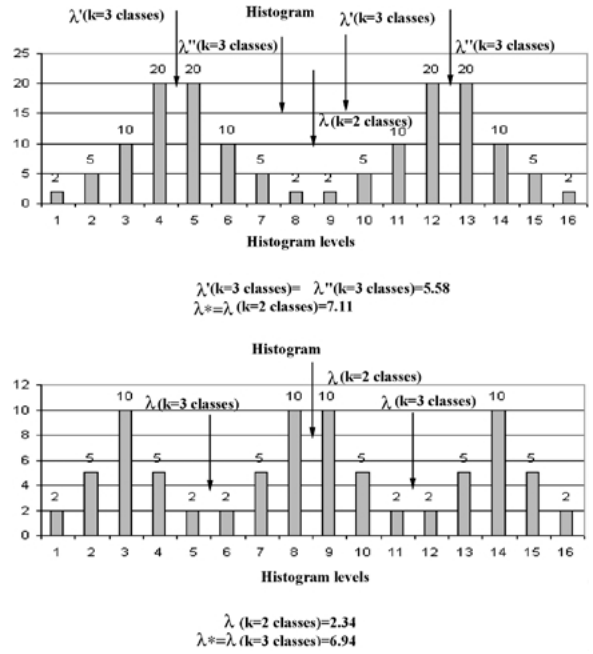 Histogram
λ'(k=3 classes)
λ'(k=3 classes)
λ''(k=3 classes)
λ''(k=3 classes)
λ(k=2 classes)
25
20
15
10
5
0
2 5 10 20 20 10 5 2 2 5 10 20 20 10 5 2
1 2 3 4 5 6 7 8 9 10 11 12 13 14 15 16
Histogram levels
λ'(k=3 classes)= λ''(k=3 classes)=5.58
λ*=λ (k=2 classes)=7.11
Histogram
λ (k=2 classes)
λ (k=3 classes)
λ (k=3 classes)
12
10
8
6
4
2
0
2 5 10 5 2 2 5 10 10 5 2 2 5 10 5 2
1 2 3 4 5 6 7 8 9 10 11 12 13 14 15 16
Histogram levels
λ (k=2 classes)=2.34
λ*=λ (k=3 classes)=6.94